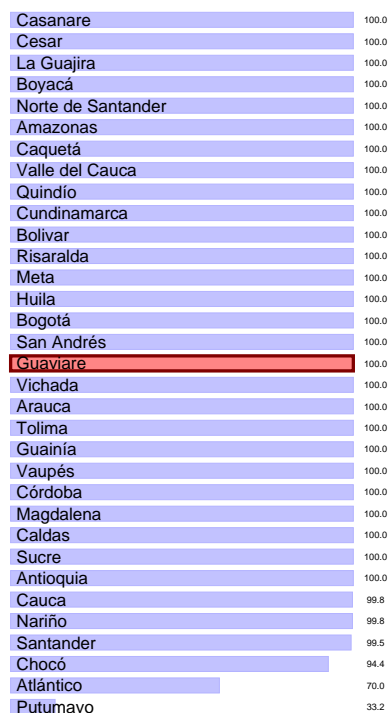 Casanare 100.0
Cesar 100.0
La Guajira 100.0
Boyacá 100.0
Norte de Santander 100.0
Amazonas 100.0
Caquetá 100.0
Valle del Cauca 100.0
Quindío 100.0
Cundinamarca 100.0
Bolivar 100.0
Risaralda 100.0
Meta 100.0
Huila 100.0
Bogotá 100.0
San Andrés 100.0
Guaviare 100.0
Vichada 100.0
Arauca 100.0
Tolima 100.0
Guainía 100.0
Vaupés 100.0
Córdoba 100.0
Magdalena 100.0
Caldas 100.0
Sucre 100.0
Antioquia 100.0
Cauca 99.8
Nariño 99.8
Santander 99.5
Chocó 94.4
Atlántico 70.0
Putumayo 33.2